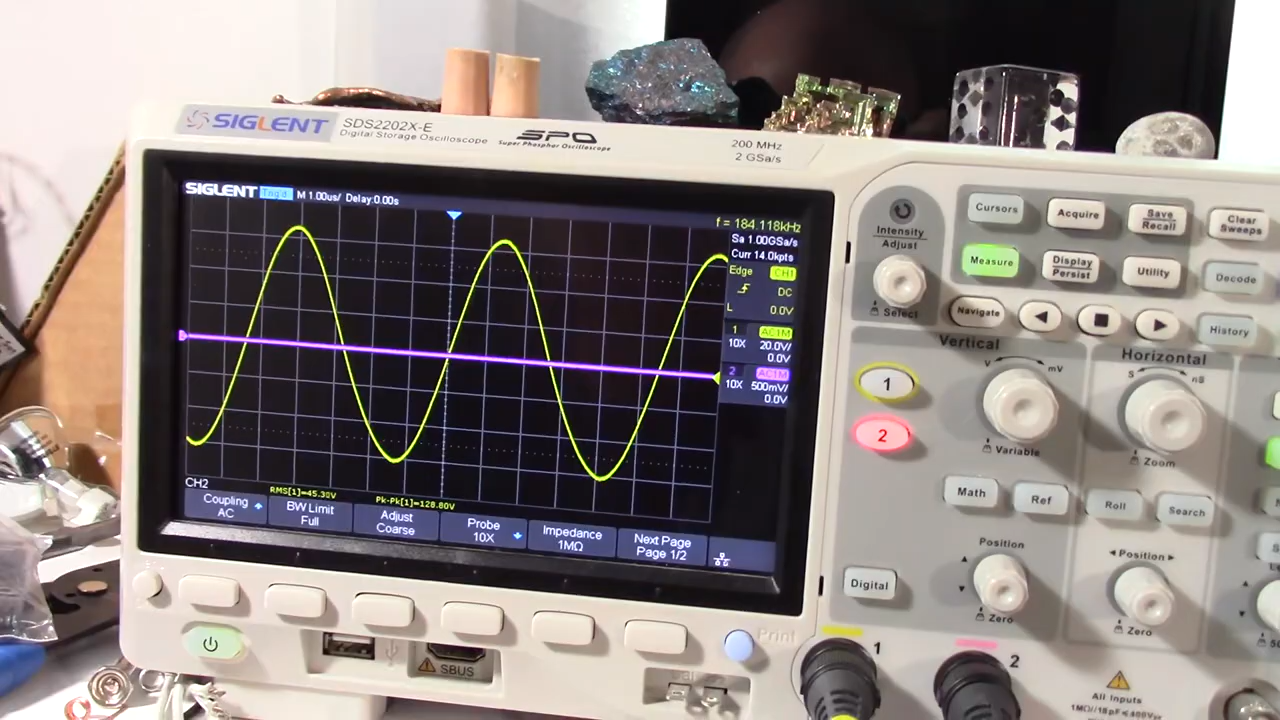 SIGLENT
SDS2202X-E
Digital Storage Oscilloscope
SPO
Super Phosphor Oscilloscope
200 MHz
2 GSa/s
SIGLENT Trig'd M 1.00us/ Delay:0.00s
f = 184.118kHz
Sa 1.00GSa/s
Curr 14.0kpts
Edge CH1
DC
L 0.0V
1 AC1M
10X 20.0V/
0.0V
2 AC1M
10X 500mV/
0.0V
CH2
RMS[1]=45.30V
Pk-Pk[1]=128.80V
Coupling
AC
BW Limit
Full
Adjust
Coarse
Probe
10X
Impedance
1MΩ
Next Page
Page 1/2
Intensity
Adjust
Select
Cursors
Acquire
Save
Recall
Clear
Sweeps
Measure
Display
Persist
Utility
Decode
Navigate
History
Vertical
V mV
Variable
1
2
Horizontal
S nS
Zoom
Math
Ref
Roll
Search
Position
Zero
Position
Zero
Digital
Print
SBUS
1
2
All Inputs